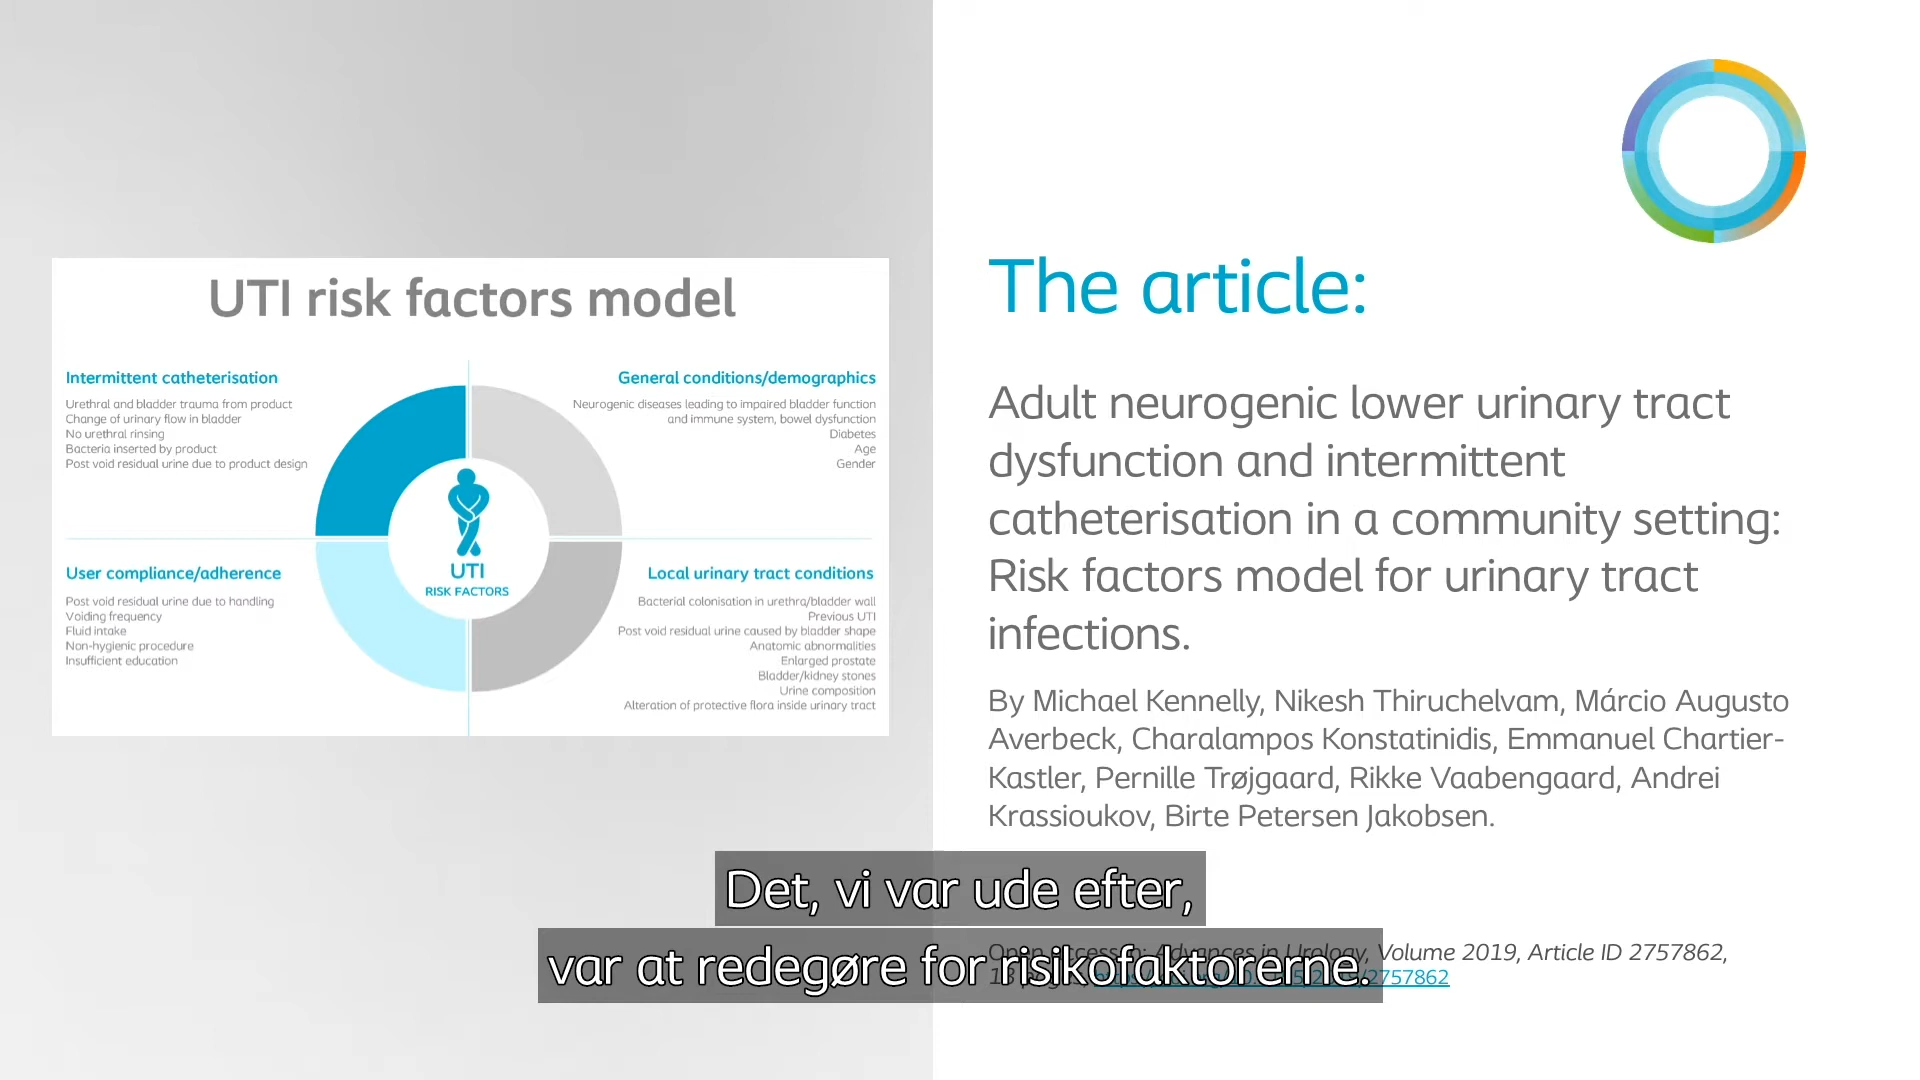 UTI risk factors model
Intermittent catheterisation
Urethral and bladder trauma from product
Change of urinary flow in bladder
No urethral rinsing
Bacteria inserted by product
Post void residual urine due to product design
General conditions/demographics
Neurogenic diseases leading to impaired bladder function
and immune system, bowel dysfunction
Diabetes
Age
Gender
UTI
RISK FACTORS
User compliance/adherence
Post void residual urine due to handling
Voiding frequency
Fluid intake
Non-hygienic procedure
Insufficient education
Local urinary tract conditions
Bacterial colonisation in urethra/bladder wall
Previous UTI
Post void residual urine caused by bladder shape
Anatomic abnormalities
Enlarged prostate
Bladder/kidney stones
Urine composition
Alteration of protective flora inside urinary tract
The article:
Adult neurogenic lower urinary tract
dysfunction and intermittent
catheterisation in a community setting:
Risk factors model for urinary tract
infections.
By Michael Kennelly, Nikesh Thiruchelvam, Márcio Augusto
Averbeck, Charalampos Konstatinidis, Emmanuel Chartier-
Kastler, Pernille Trøjgaard, Rikke Vaabengaard, Andrei
Krassioukov, Birte Petersen Jakobsen.
Advances in Urology, Volume 2019, Article ID 2757862,
2757862
Det, vi var ude efter,
var at redegøre for risikofaktorerne.